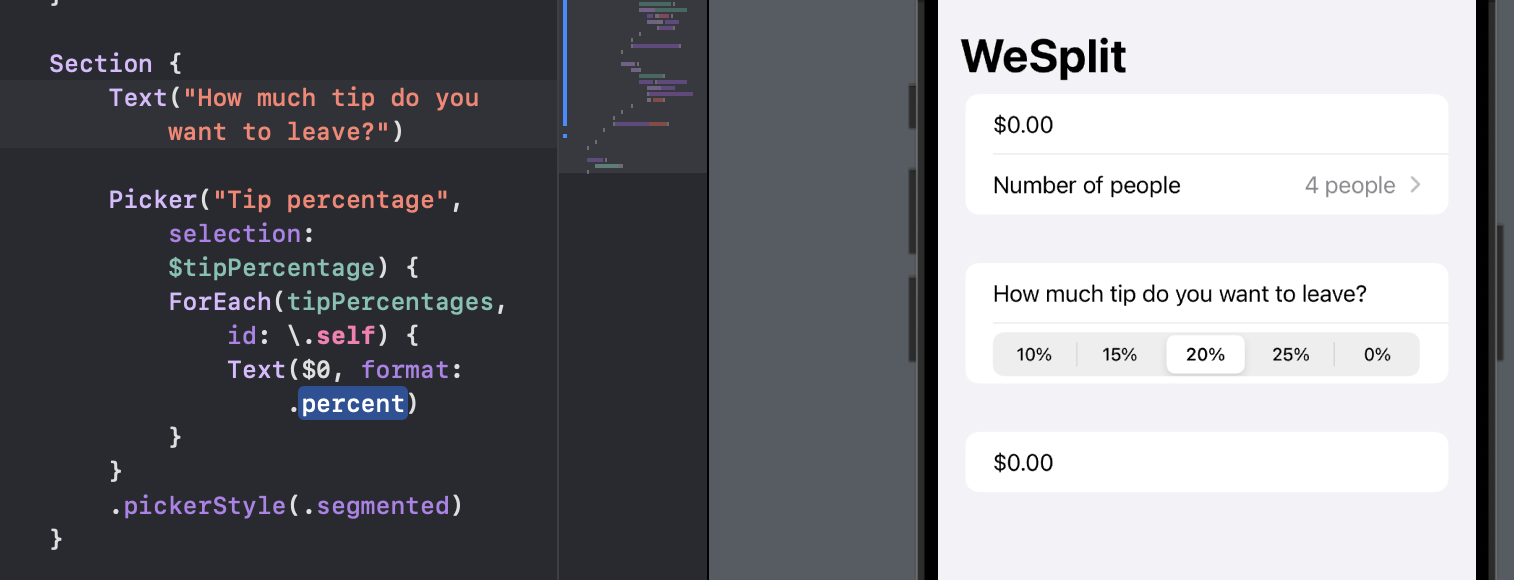 }
Section {
Text("How much tip do you
want to leave?")
Picker("Tip percentage",
selection:
$tipPercentage) {
ForEach(tipPercentages,
id: \.self) {
Text($0, format:
.percent)
}
}
.pickerStyle(.segmented)
}
WeSplit
$0.00
Number of people 4 people
How much tip do you want to leave?
10% 15% 20% 25% 0%
$0.00